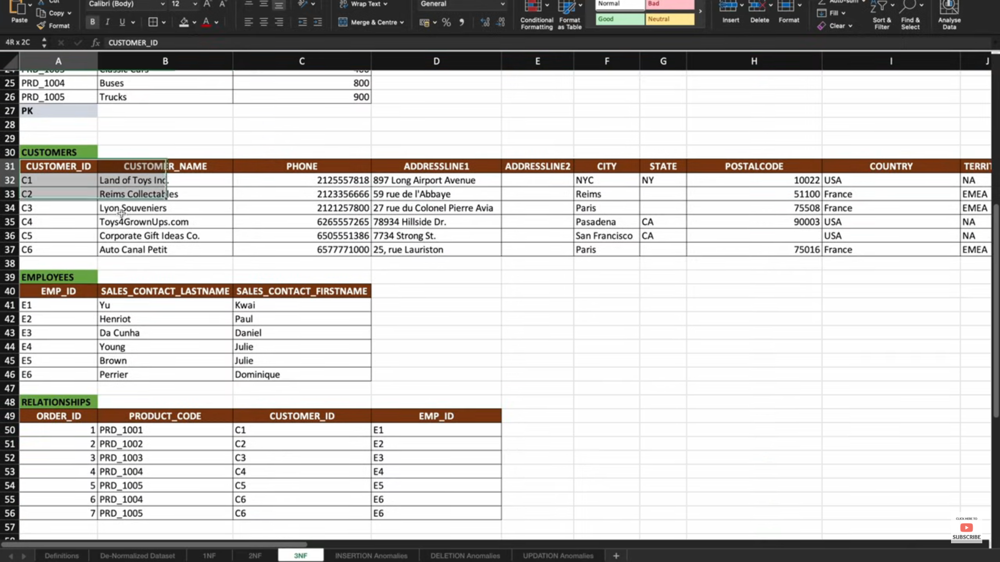 Calibri (Body) 12 Wrap Text General Normal Bad
Paste Copy Format B I U Merge & Centre % Conditional Formatting Format as Table Good Neutral Insert Delete Format Fill Clear Sort & Filter Find & Select Analyse Data
4R x 2C fx CUSTOMER_ID
A B C D E F G H I J
25 PRD_1004 Buses 800
26 PRD_1005 Trucks 900
27 PK
28
29
30 CUSTOMERS
31 CUSTOMER_ID CUSTOMER_NAME PHONE ADDRESSLINE1 ADDRESSLINE2 CITY STATE POSTALCODE COUNTRY TERRI
32 C1 Land of Toys Inc. 2125557818 897 Long Airport Avenue NYC NY 10022 USA NA
33 C2 Reims Collectables 2123356666 59 rue de l'Abbaye Reims 51100 France EMEA
34 C3 Lyon Souveniers 2121257800 27 rue du Colonel Pierre Avia Paris 75508 France EMEA
35 C4 Toys4GrownUps.com 6265557265 78934 Hillside Dr. Pasadena CA 90003 USA NA
36 C5 Corporate Gift Ideas Co. 6505551386 7734 Strong St. San Francisco CA USA NA
37 C6 Auto Canal Petit 6577771000 25, rue Lauriston Paris 75016 France EMEA
38
39 EMPLOYEES
40 EMP_ID SALES_CONTACT_LASTNAME SALES_CONTACT_FIRSTNAME
41 E1 Yu Kwai
42 E2 Henriot Paul
43 E3 Da Cunha Daniel
44 E4 Young Julie
45 E5 Brown Julie
46 E6 Perrier Dominique
47
48 RELATIONSHIPS
49 ORDER_ID PRODUCT_CODE CUSTOMER_ID EMP_ID
50 1 PRD_1001 C1 E1
51 2 PRD_1002 C2 E2
52 3 PRD_1003 C3 E3
53 4 PRD_1004 C4 E4
54 5 PRD_1005 C5 E5
55 6 PRD_1004 C6 E6
56 7 PRD_1005 C6 E6
57
CLICK HERE TO
SUBSCRIBE
Definitions De-Normalized Dataset 1NF 2NF 3NF INSERTION Anomalies DELETION Anomalies UPDATION Anomalies +